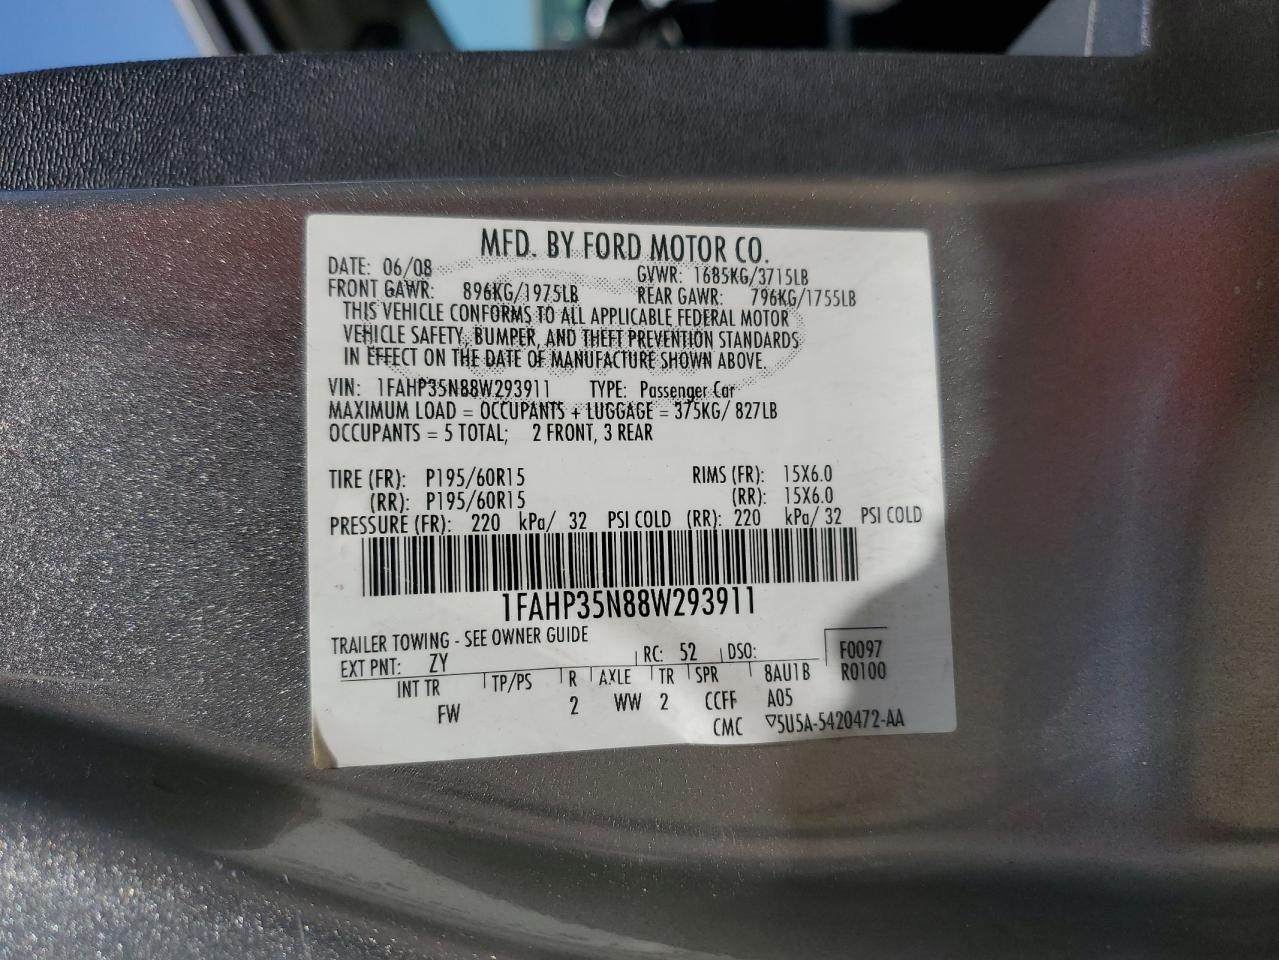 MFD. BY FORD MOTOR CO.
DATE: 06/08 GVWR: 1685KG/3715LB
FRONT GAWR: 896KG/1975LB REAR GAWR: 796KG/1755LB
THIS VEHICLE CONFORMS TO ALL APPLICABLE FEDERAL MOTOR
VEHICLE SAFETY, BUMPER, AND THEFT PREVENTION STANDARDS
IN EFFECT ON THE DATE OF MANUFACTURE SHOWN ABOVE.
VIN: 1FAHP35N88W293911 TYPE: Passenger Car
MAXIMUM LOAD = OCCUPANTS + LUGGAGE = 375KG/ 827LB
OCCUPANTS = 5 TOTAL; 2 FRONT, 3 REAR
TIRE (FR): P195/60R15 RIMS (FR): 15X6.0
(RR): P195/60R15 (RR): 15X6.0
PRESSURE (FR): 220 kPa/ 32 PSI COLD (RR): 220 kPa/ 32 PSI COLD
1FAHP35N88W293911
TRAILER TOWING - SEE OWNER GUIDE
EXT PNT: ZY RC: 52 DSO: F0097
INT TR TP/PS R AXLE TR SPR 8AU1B R0100
FW 2 WW 2 CCFF A05
CMC ▽5U5A-5420472-AA